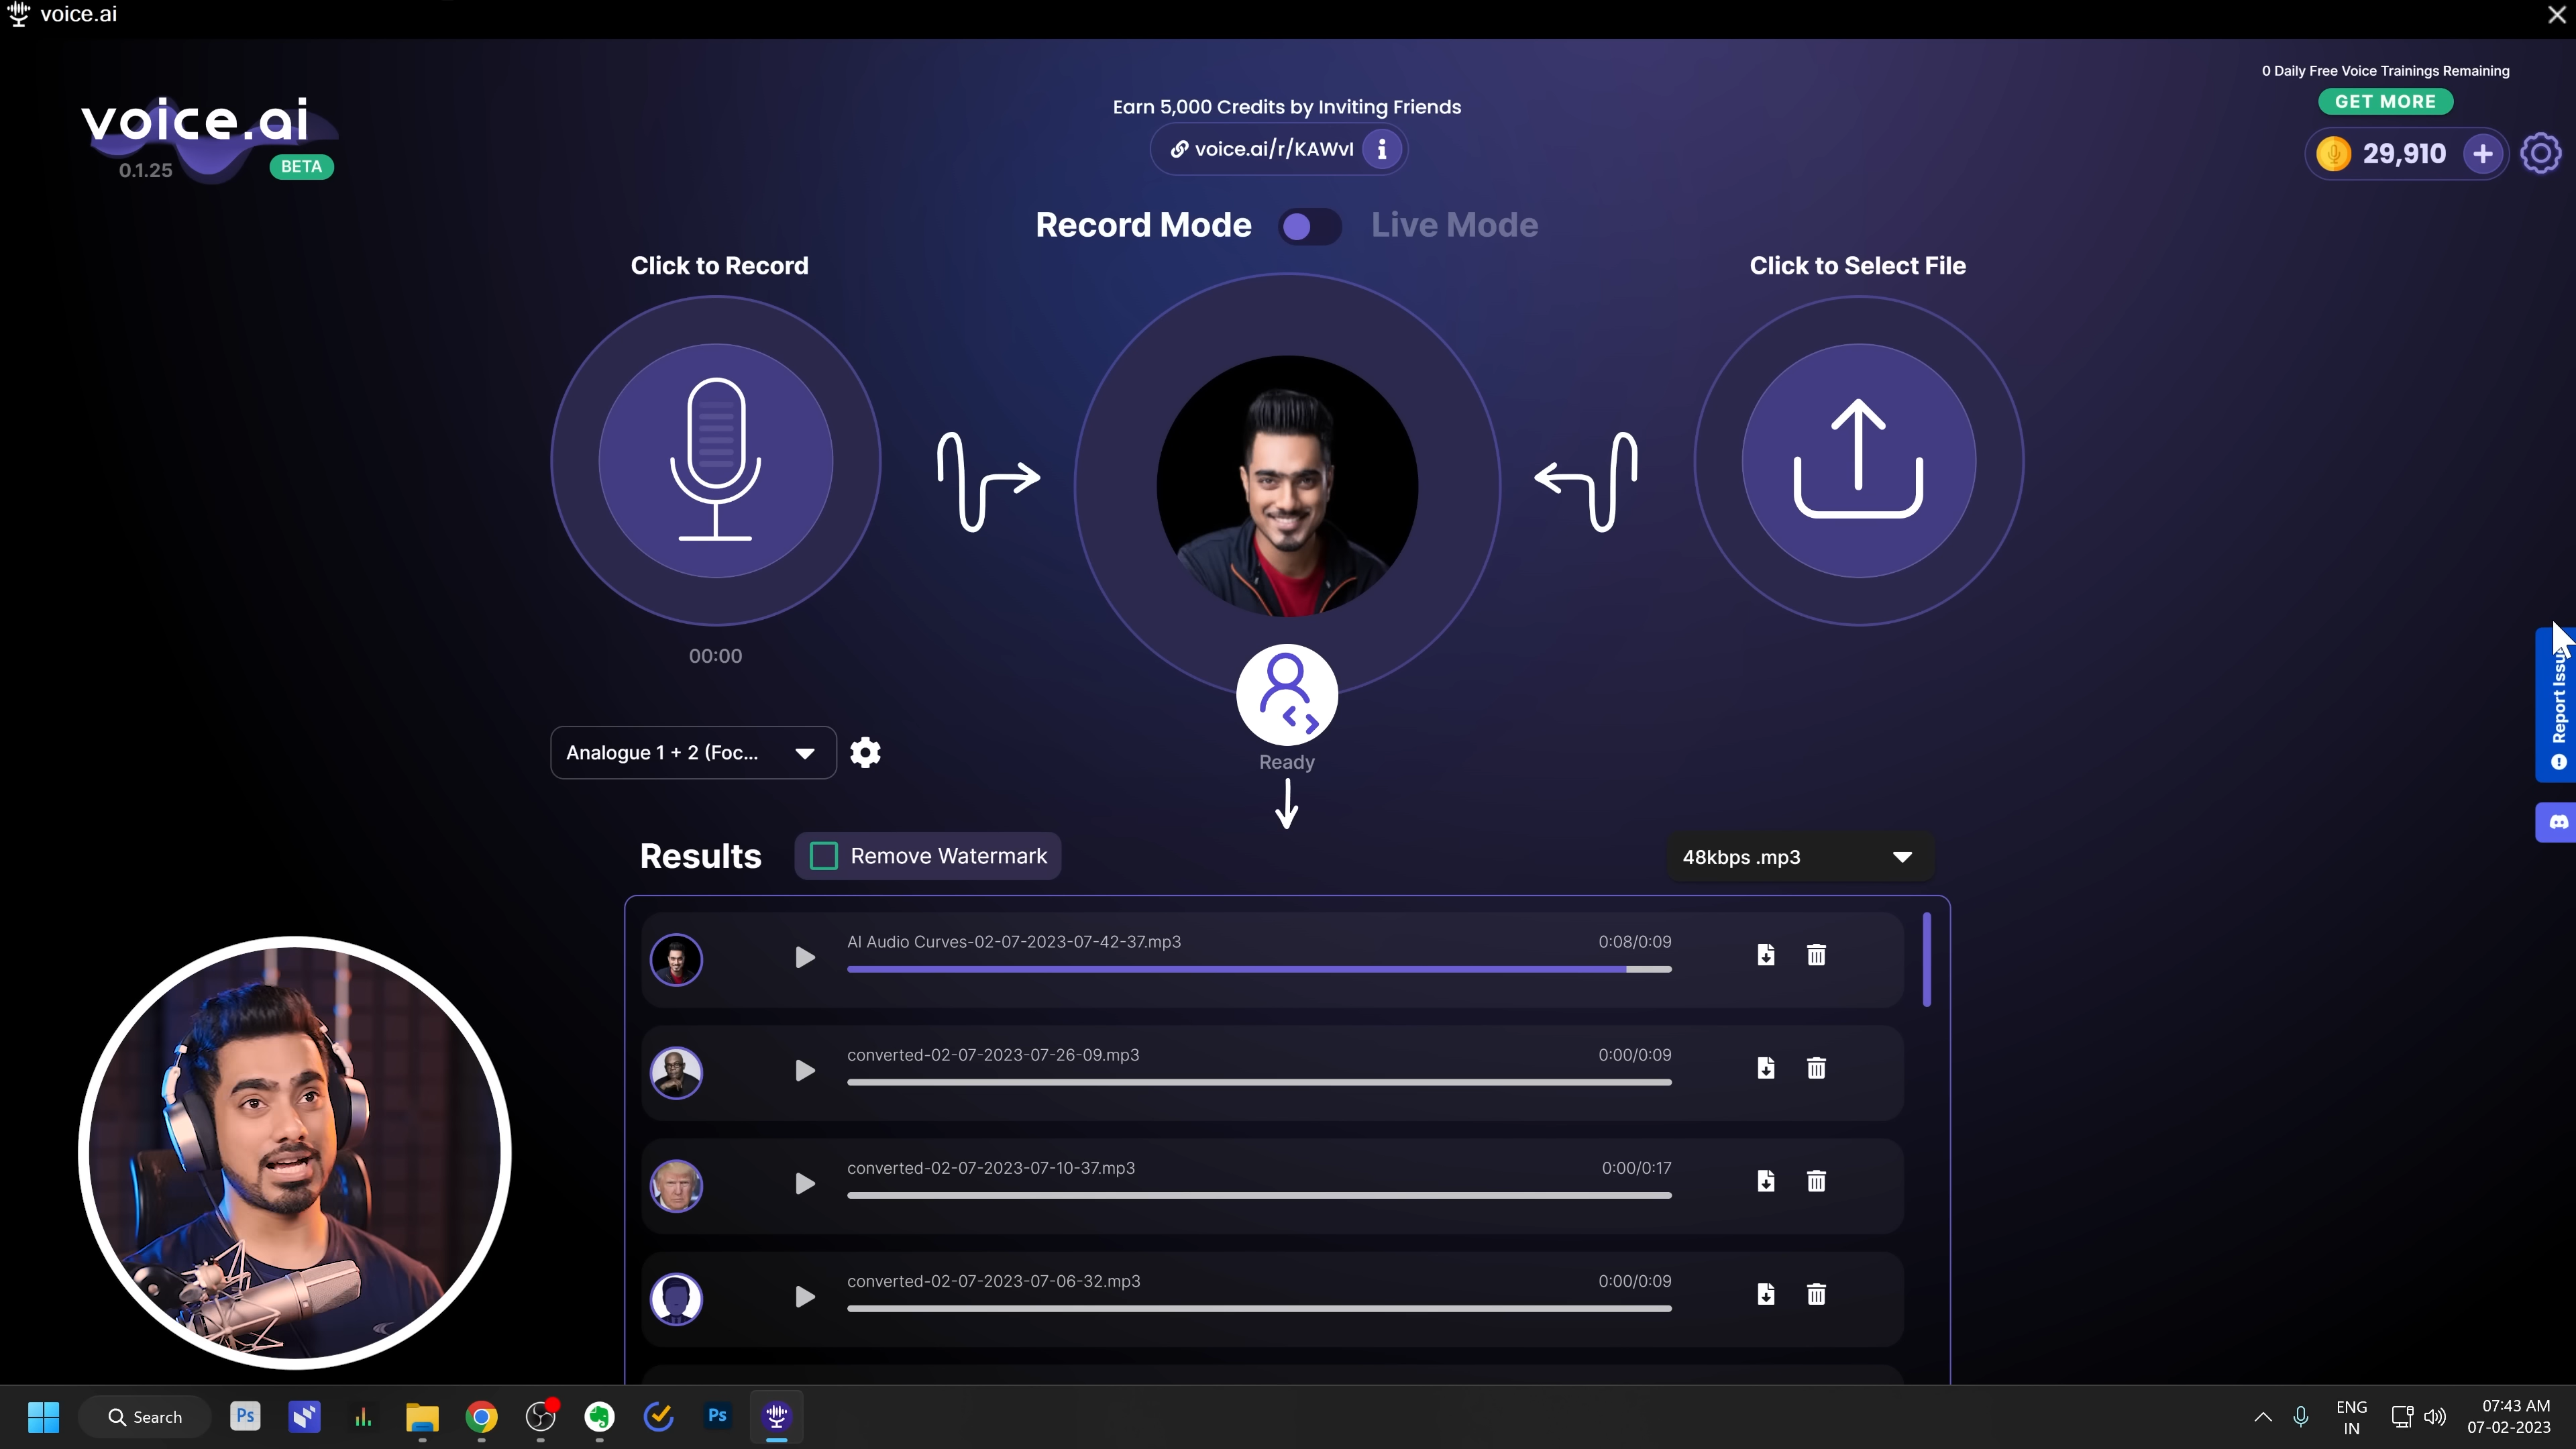 voice.ai
0 Daily Free Voice Trainings Remaining
voice.ai
0.1.25
BETA
Earn 5,000 Credits by Inviting Friends
voice.ai/r/KAWvI
GET MORE
29,910
Record Mode
Live Mode
Click to Record
Click to Select File
00:00
Analogue 1 + 2 (Foc...
Ready
Report Issu
Results
Remove Watermark
48kbps .mp3
AI Audio Curves-02-07-2023-07-42-37.mp3
0:08/0:09
converted-02-07-2023-07-26-09.mp3
0:00/0:09
converted-02-07-2023-07-10-37.mp3
0:00/0:17
converted-02-07-2023-07-06-32.mp3
0:00/0:09
Search
Ps
Ps
ENG
IN
07:43 AM
07-02-2023